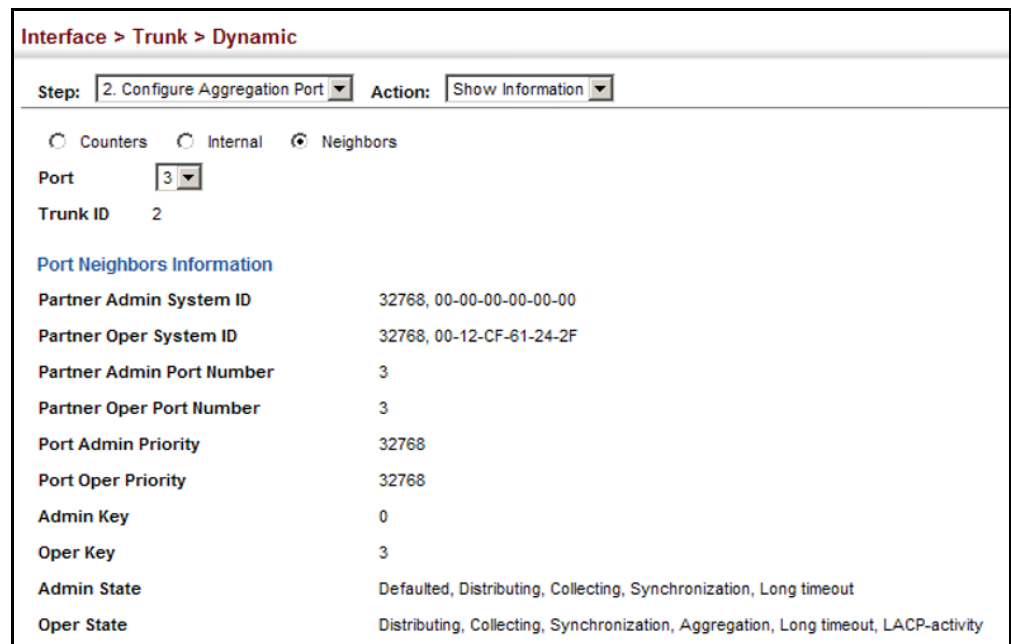 Interface > Trunk > Dynamic
Step: 2. Configure Aggregation Port Action: Show Information
Counters Internal Neighbors
Port 3
Trunk ID 2
Port Neighbors Information
Partner Admin System ID 32768, 00-00-00-00-00-00
Partner Oper System ID 32768, 00-12-CF-61-24-2F
Partner Admin Port Number 3
Partner Oper Port Number 3
Port Admin Priority 32768
Port Oper Priority 32768
Admin Key 0
Oper Key 3
Admin State Defaulted, Distributing, Collecting, Synchronization, Long timeout
Oper State Distributing, Collecting, Synchronization, Aggregation, Long timeout, LACP-activity